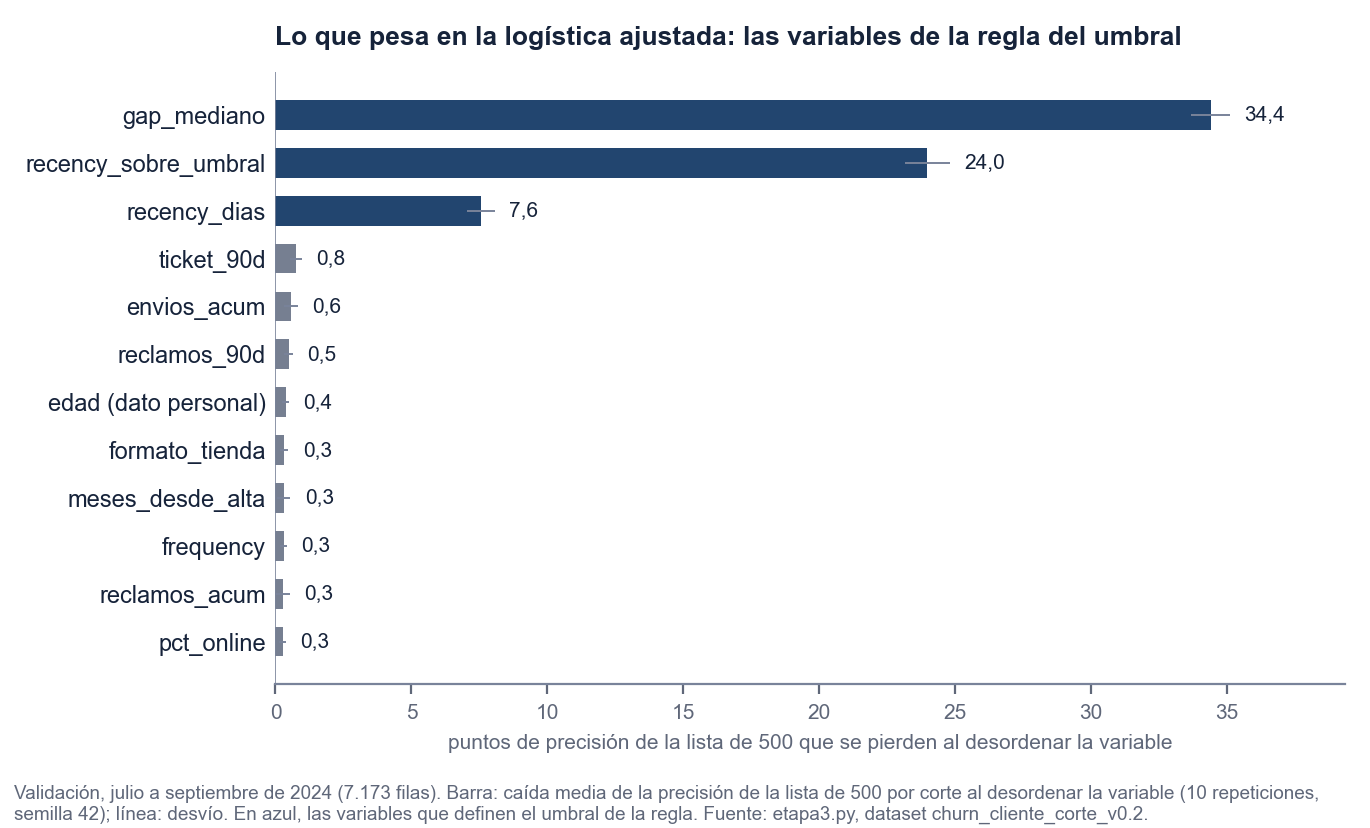 Lo que pesa en la logística ajustada: las variables de la regla del umbral
gap_mediano 34,4
recency_sobre_umbral 24,0
recency_dias 7,6
ticket_90d 0,8
envios_acum 0,6
reclamos_90d 0,5
edad (dato personal) 0,4
formato_tienda 0,3
meses_desde_alta 0,3
frequency 0,3
reclamos_acum 0,3
pct_online 0,3
0 5 10 15 20 25 30 35
puntos de precisión de la lista de 500 que se pierden al desordenar la variable
Validación, julio a septiembre de 2024 (7.173 filas). Barra: caída media de la precisión de la lista de 500 por corte al desordenar la variable (10 repeticiones,
semilla 42); línea: desvío. En azul, las variables que definen el umbral de la regla. Fuente: etapa3.py, dataset churn_cliente_corte_v0.2.